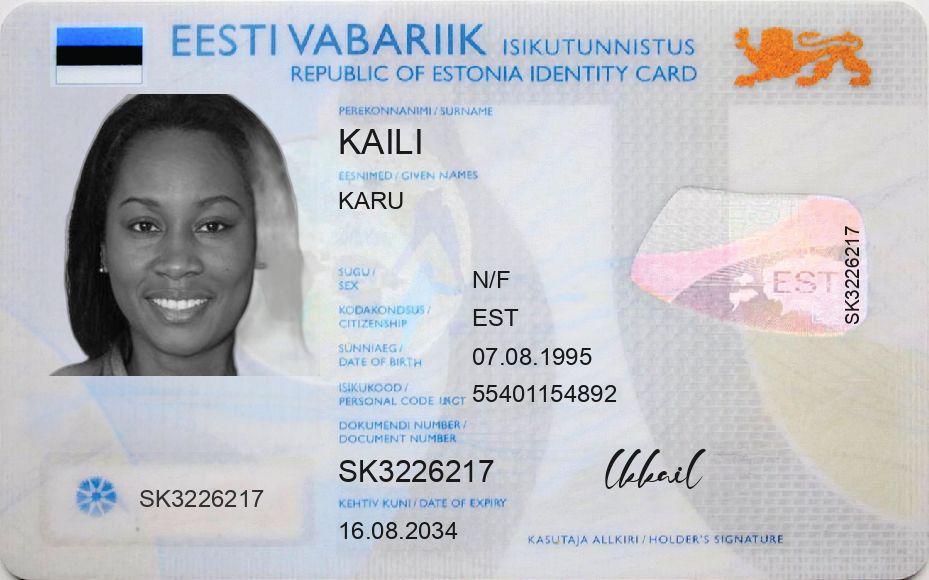 EESTI VABARIIK ISIKUTUNNISTUS
REPUBLIC OF ESTONIA IDENTITY CARD
PEREKONNANIMI / SURNAME
KAILI
EESNIMED / GIVEN NAMES
KARU
SUGU /
SEX
N/F
KODAKONDSUS /
CITIZENSHIP
EST
SÜNNIAEG /
DATE OF BIRTH
07.08.1995
ISIKUKOOD /
PERSONAL CODE
55401154892
DOKUMENDI NUMBER /
DOCUMENT NUMBER
SK3226217
KEHTIV KUNI / DATE OF EXPIRY
16.08.2034
SK3226217
EST
SK3226217
KASUTAJA ALLKIRI / HOLDER'S SIGNATURE